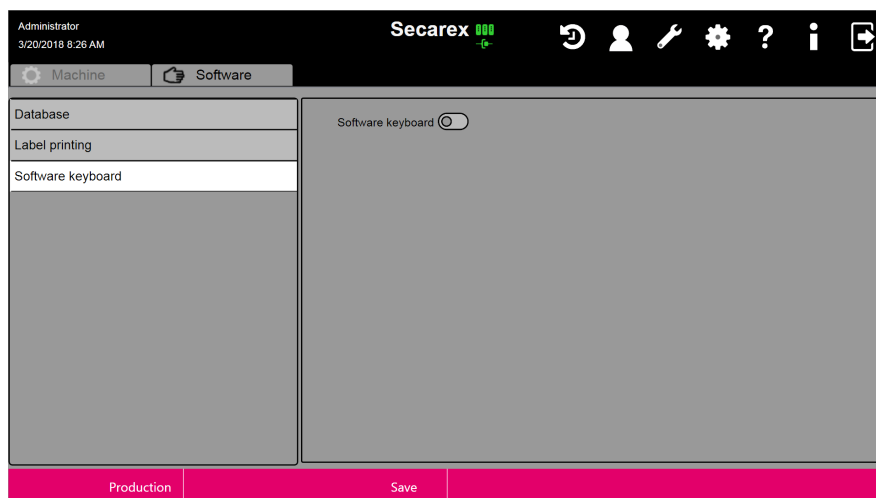 Administrator
3/20/2018 8:26 AM
Secarex
?
i
Machine
Software
Database
Label printing
Software keyboard
Software keyboard
Production
Save